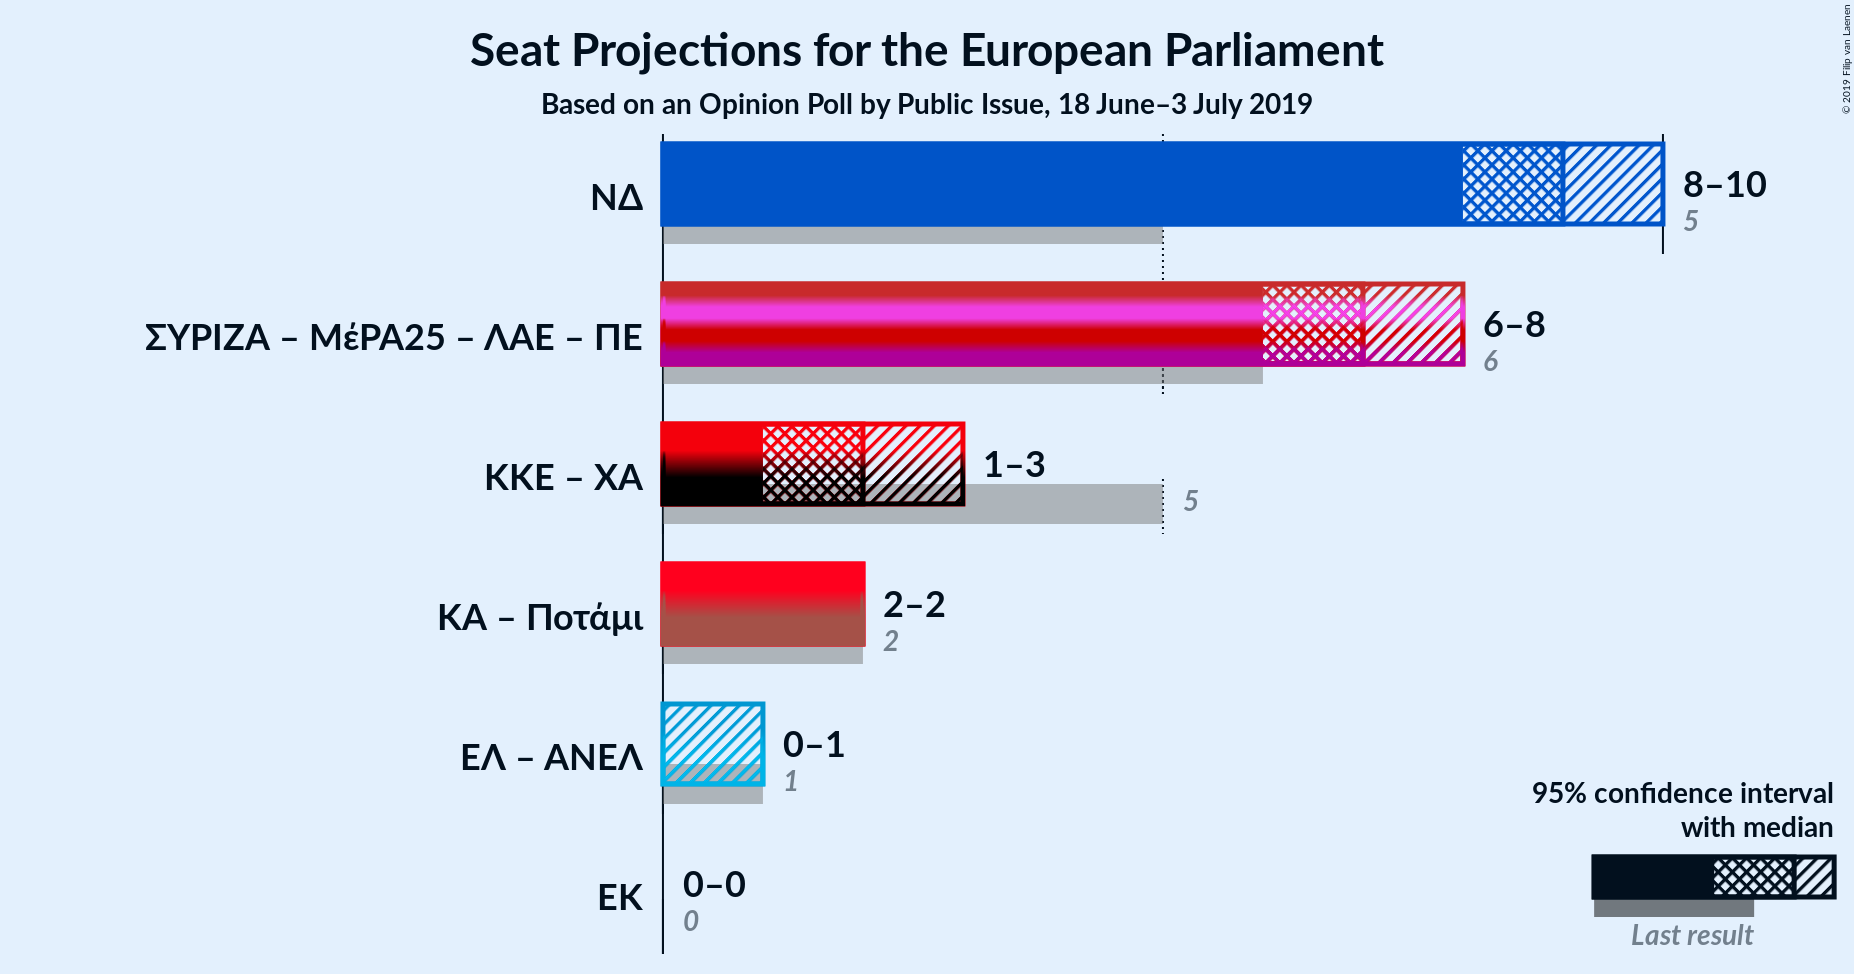 Seat Projections for the European Parliament
Based on an Opinion Poll by Public Issue, 18 June–3 July 2019
© 2019 Filip van Laenen
ΝΔ
8–10
5
ΣΥΡΙΖΑ – ΜέΡΑ25 – ΛΑΕ – ΠΕ
6–8
6
ΚΚΕ – ΧΑ
1–3
5
ΚΑ – Ποτάμι
2–2
2
ΕΛ – ΑΝΕΛ
0–1
1
ΕΚ
0–0
0
95% confidence interval
with median
Last result